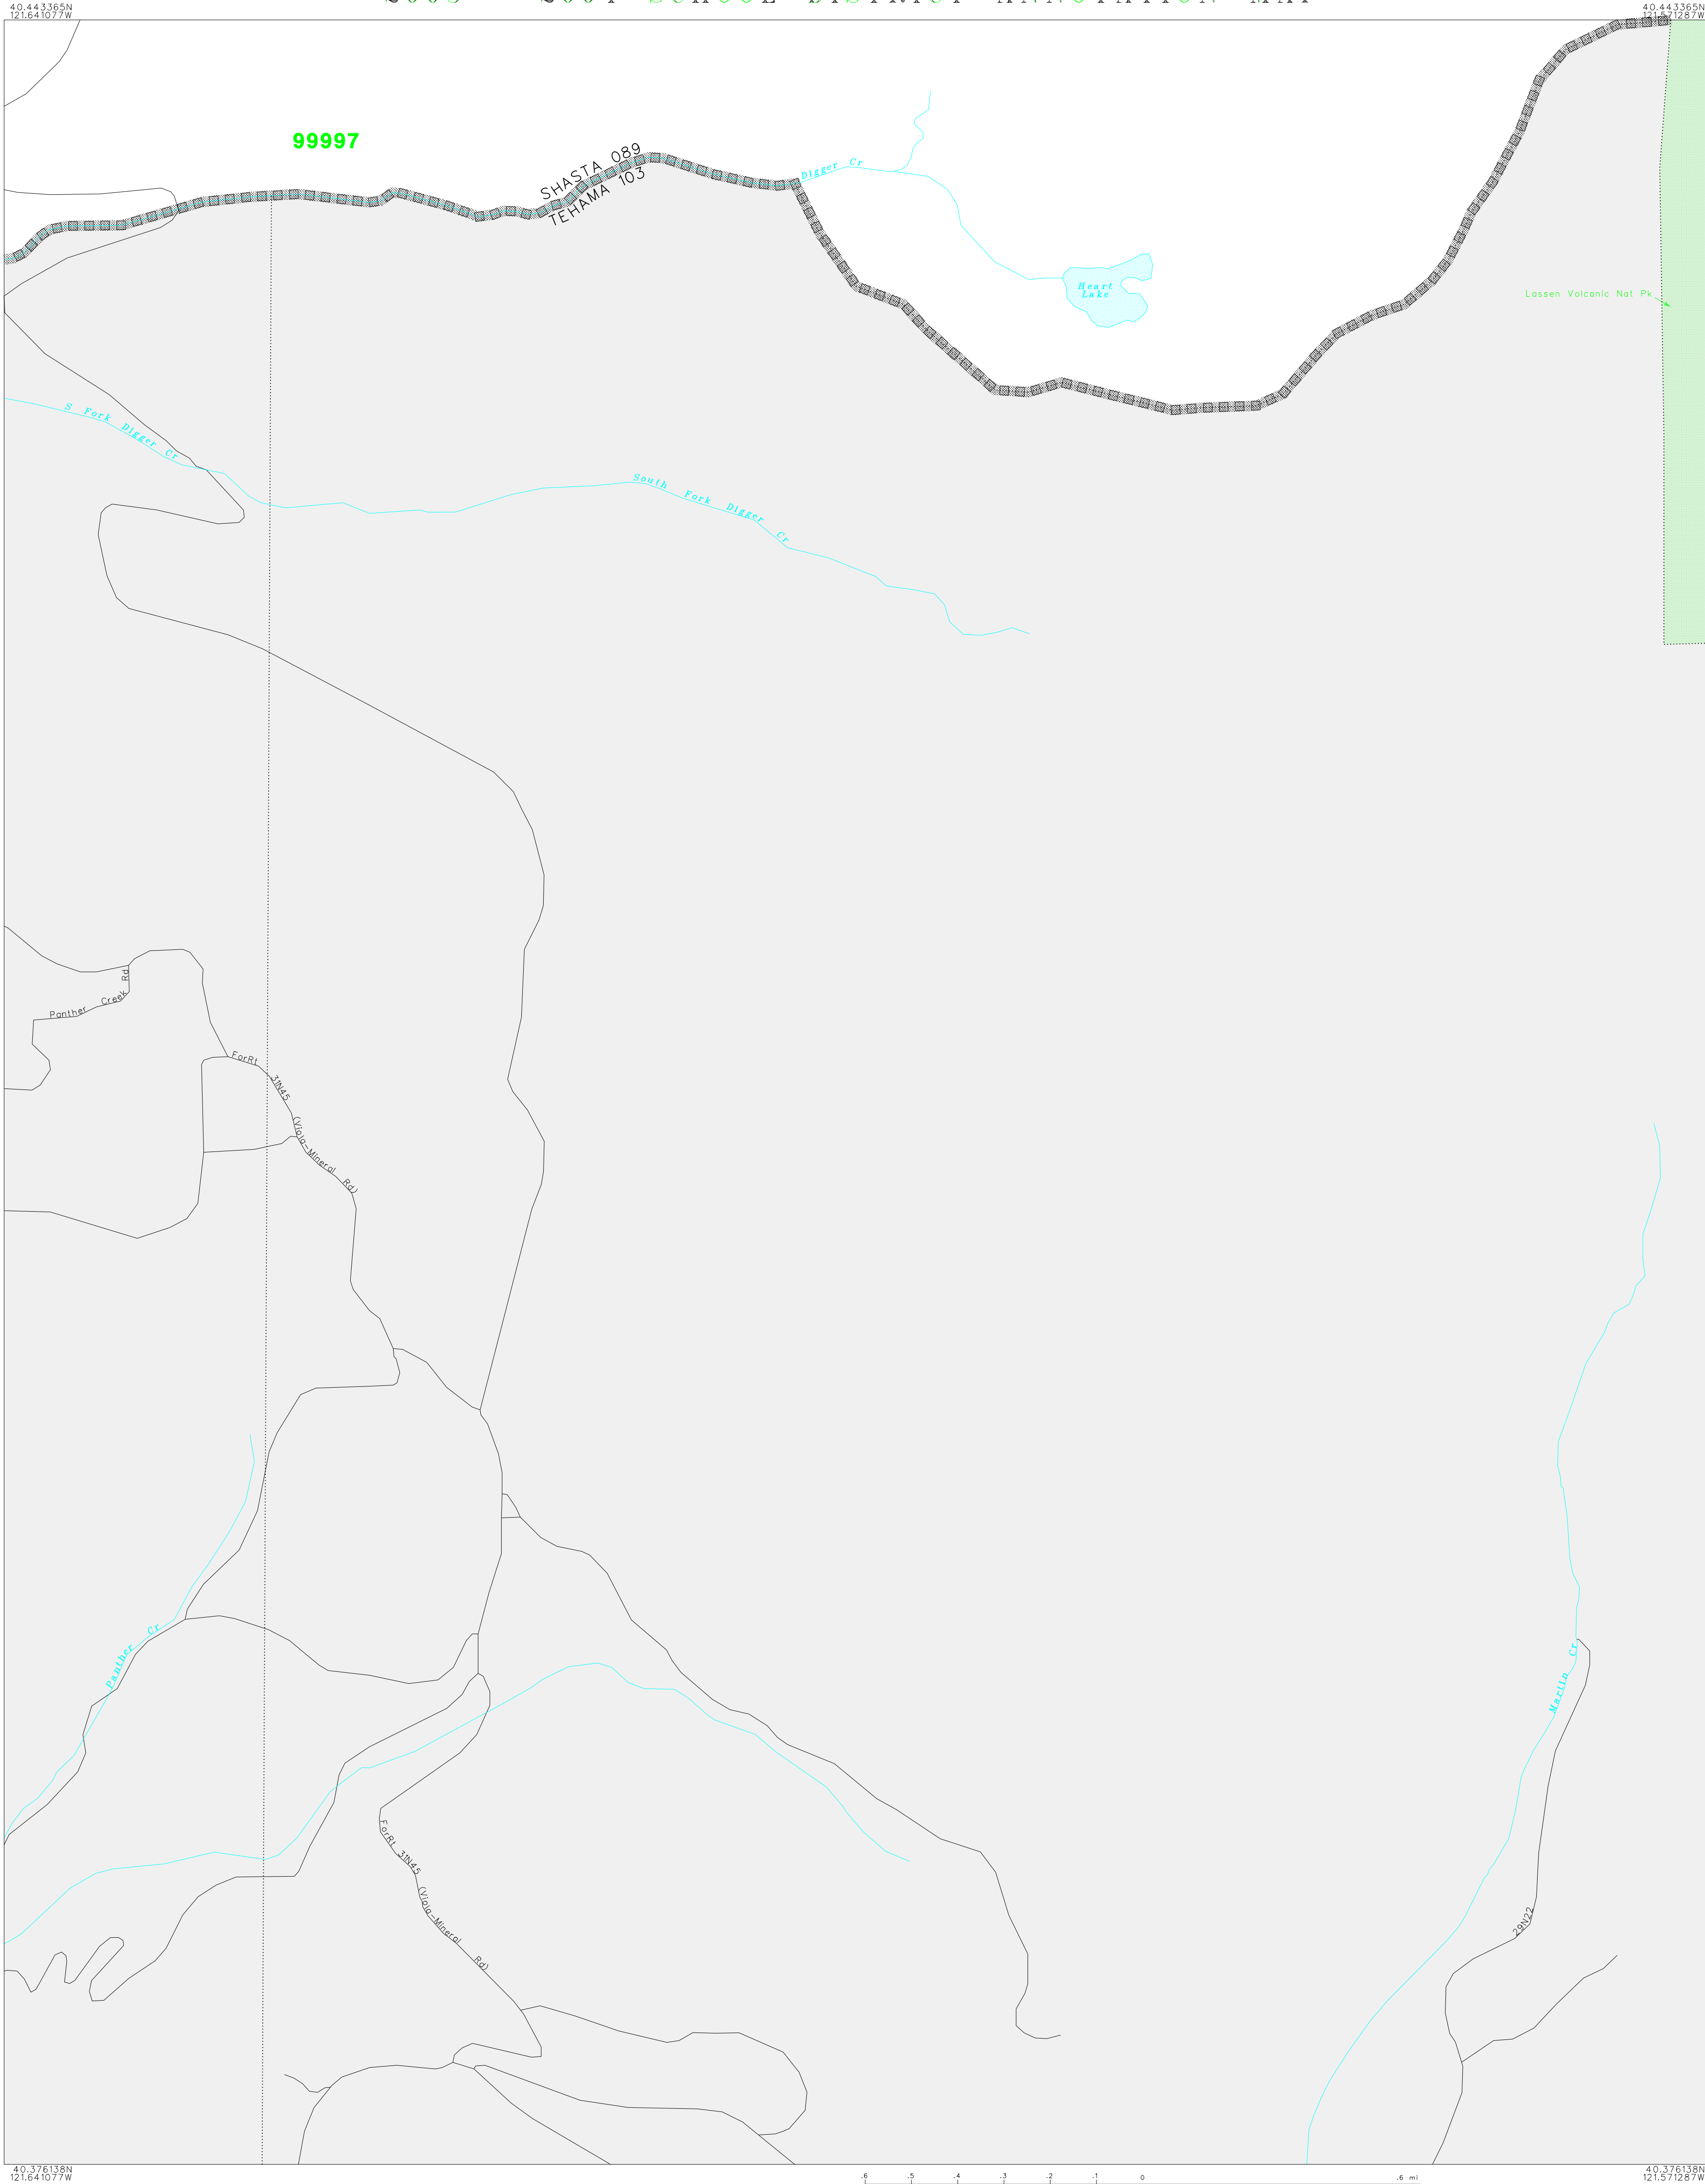 40.443365N
121.641077W
40.443365N
121.571287W
99997
SHASTA 089
TEHAMA 103
Digger Cr
Heart
Lake
Lassen Volcanic Nat Pk
S Fork Digger Cr
South Fork Digger Cr
Panther Creek Rd
ForRt 31N45 (Viola-Mineral Rd)
Panther Cr
Martin Cr
ForRt 31N45 (Viola-Mineral Rd)
29N22
40.376138N
121.641077W
.6 .5 .4 .3 .2 .1 0 .6 mi
40.376138N
121.571287W